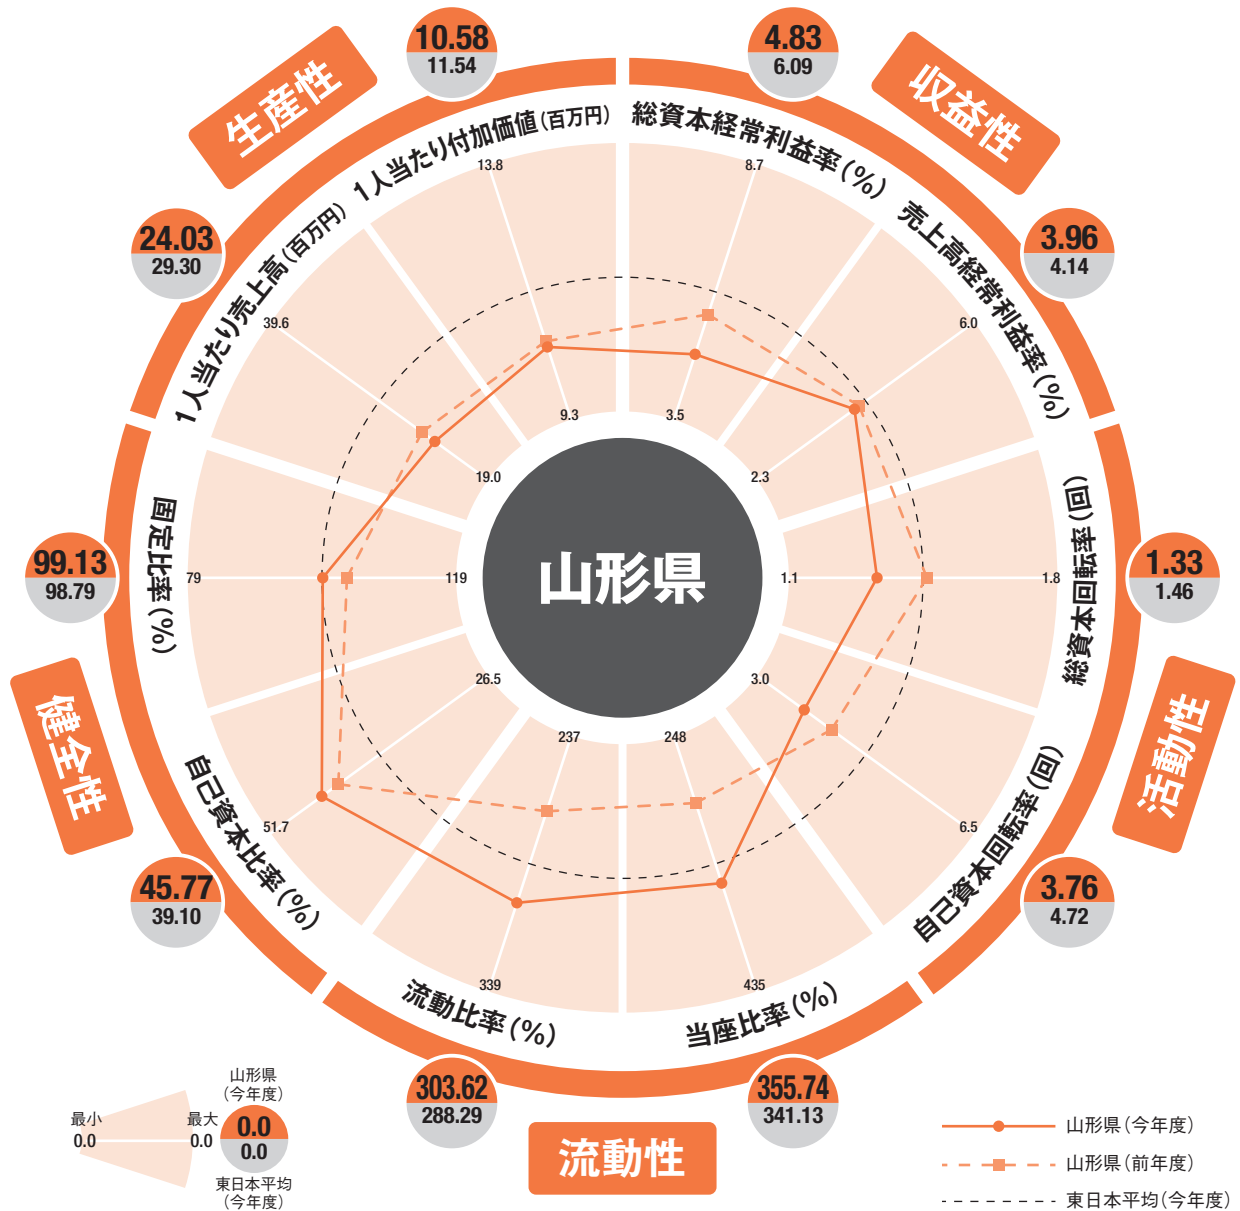 生産性
10.58
11.54
4.83
6.09
収益性
1人当たり付加価値(百万円)
総資本経常利益率(%)
13.8
8.7
24.03
29.30
1人当たり売上高(百万円)
売上高経常利益率(%)
3.96
4.14
39.6
6.0
9.3
3.5
19.0
2.3
99.13
98.79
固定比率(%)
79
119
山形県
1.1
1.8
総資本回転率(回)
1.33
1.46
健全性
26.5
3.0
活動性
237
248
自己資本比率(%)
51.7
6.5
自己資本回転率(回)
45.77
39.10
3.76
4.72
339
435
流動比率(%)
当座比率(%)
303.62
288.29
355.74
341.13
流動性
山形県
(今年度)
最小
0.0
最大
0.0
0.0
0.0
東日本平均
(今年度)
山形県(今年度)
山形県(前年度)
東日本平均(今年度)